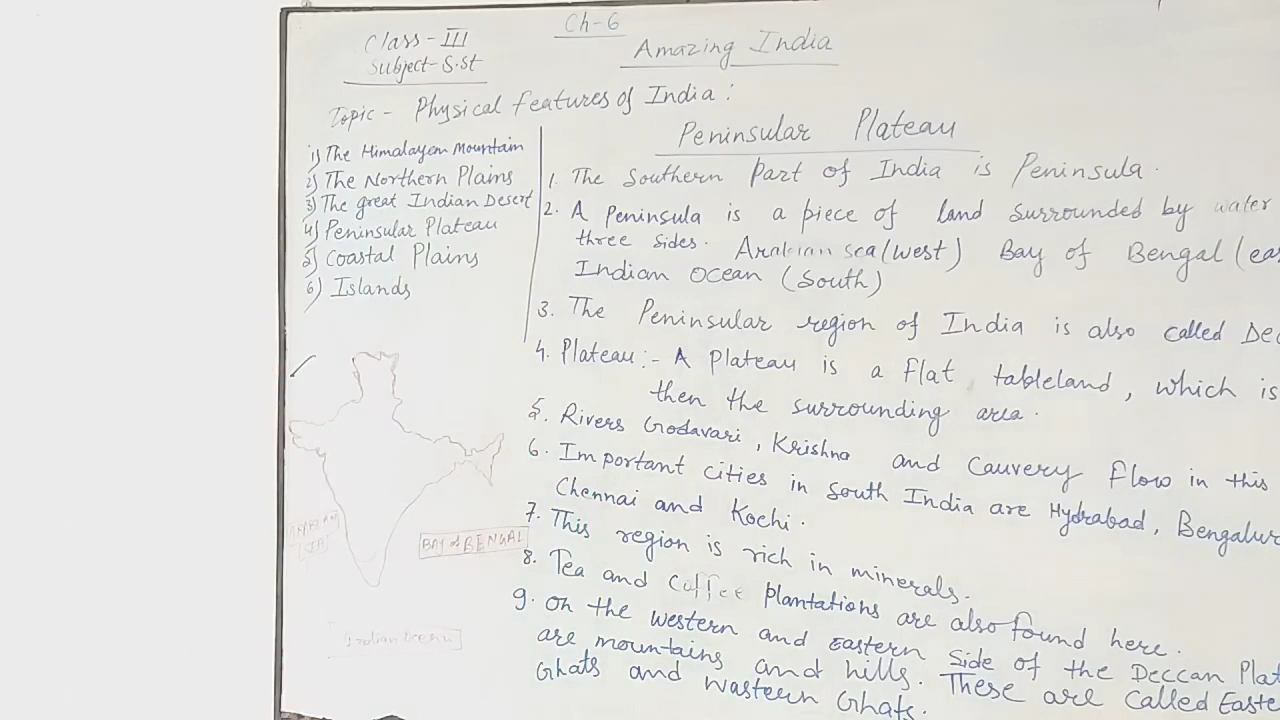 Ch-6
Class-III
Subject-S.St
Amazing India
Topic- Physical features of India:
1) The Himalayan Mountain
2) The Northern Plains
3) The great Indian Desert
4) Peninsular Plateau
5) Coastal Plains
6) Islands
Peninsular Plateau
1. The Southern Part of India is Peninsula.
2. A Peninsula is a piece of land surrounded by water
three sides. Arabian sea (west) Bay of Bengal (eas
Indian Ocean (South)
3. The Peninsular region of India is also called Dec
4. Plateau:- A Plateau is a flat tableland, which is
then the surrounding area.
5. Rivers Godavari, Krishna and Cauvery flow in this
6. Important cities in South India are Hydrabad, Bengalur
Chennai and Kochi.
7. This region is rich in minerals.
8. Tea and Coffee Plantations are also found here.
9. On the western and Eastern Side of the Deccan Plat
are mountains and hills. These are called Easte
Ghats and Wastern Ghats.
ARABIAN
SEA
BAY of BENGAL
Indian Ocean